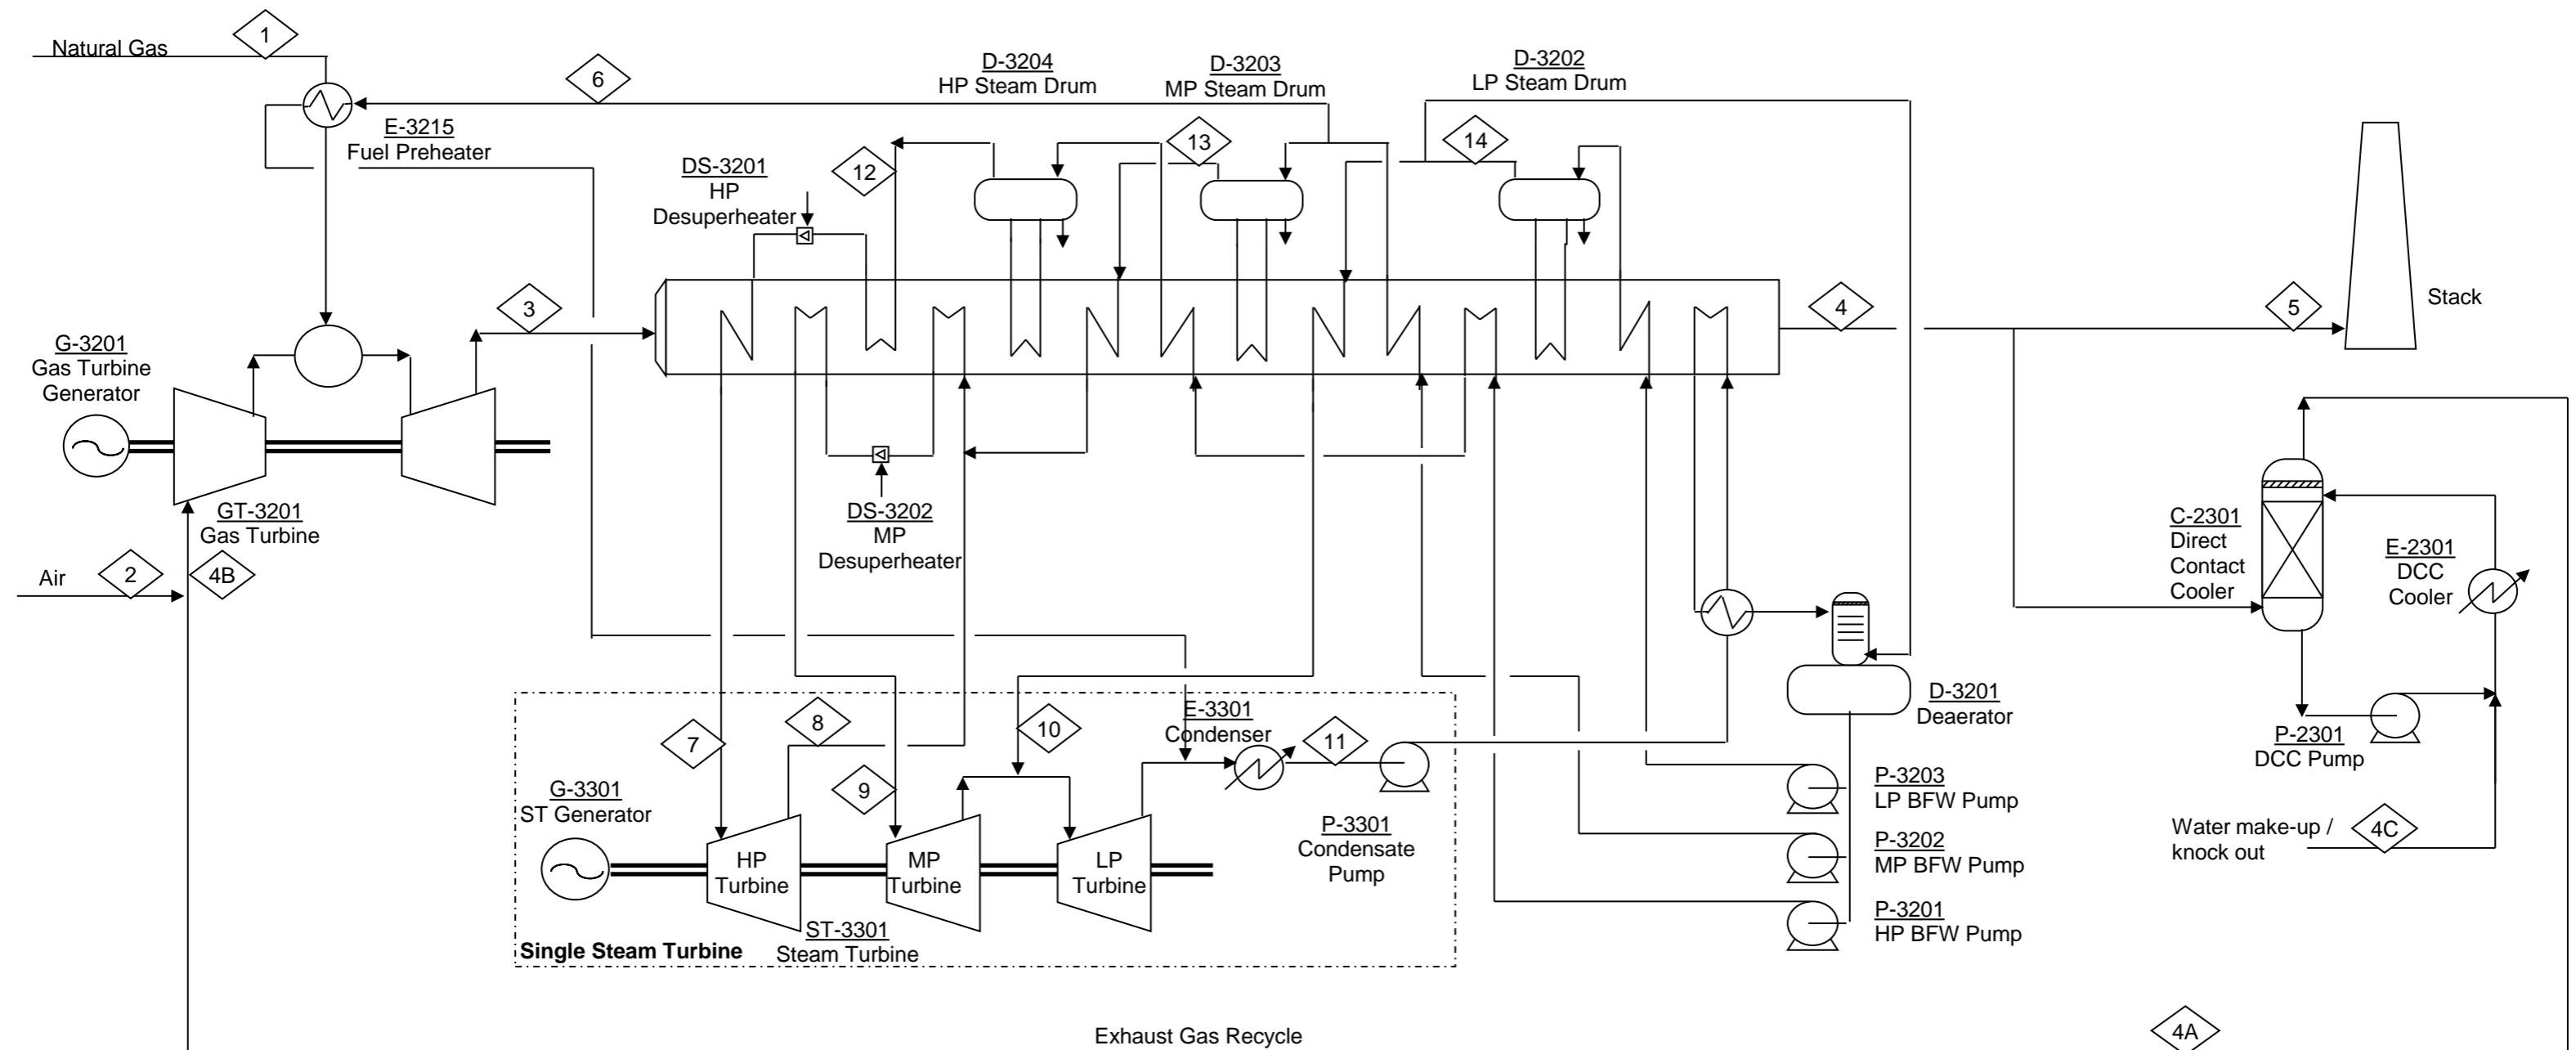 1
Natural Gas
6
D-3204
HP Steam Drum
D-3203
MP Steam Drum
D-3202
LP Steam Drum
E-3215
Fuel Preheater
12
13
14
DS-3201
HP
Desuperheater
3
4
5
Stack
G-3201
Gas Turbine
Generator
GT-3201
Gas Turbine
DS-3202
MP
Desuperheater
Air
2
4B
C-2301
Direct
Contact
Cooler
E-2301
DCC
Cooler
D-3201
Deaerator
7
8
9
10
E-3301
Condenser
11
P-2301
DCC Pump
G-3301
ST Generator
P-3203
LP BFW Pump
P-3301
Condensate
Pump
P-3202
MP BFW Pump
Water make-up /
knock out
4C
HP
Turbine
MP
Turbine
LP
Turbine
P-3201
HP BFW Pump
ST-3301
Steam Turbine
Single Steam Turbine
Exhaust Gas Recycle
4A